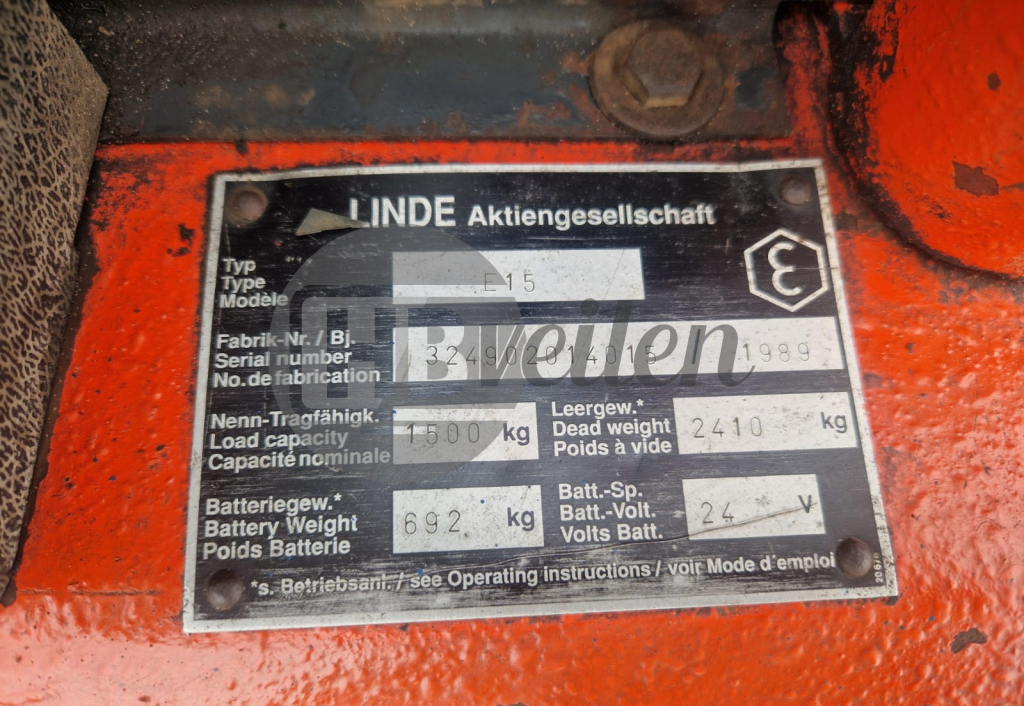 LINDE Aktiengesellschaft
Typ
Type
Modèle
E15
Fabrik-Nr. / Bj.
Serial number
No. de fabrication
324902014015 / 1989
Nenn-Tragfähigk.
Load capacity
Capacité nominale
1500 kg
Leergew.*
Dead weight
Poids à vide
2410 kg
Batteriegew.*
Battery Weight
Poids Batterie
692 kg
Batt.-Sp.
Batt.-Volt.
Volts Batt.
24 V
*s. Betriebsanl. / see Operating instructions / voir Mode d'emploi
TB veilen